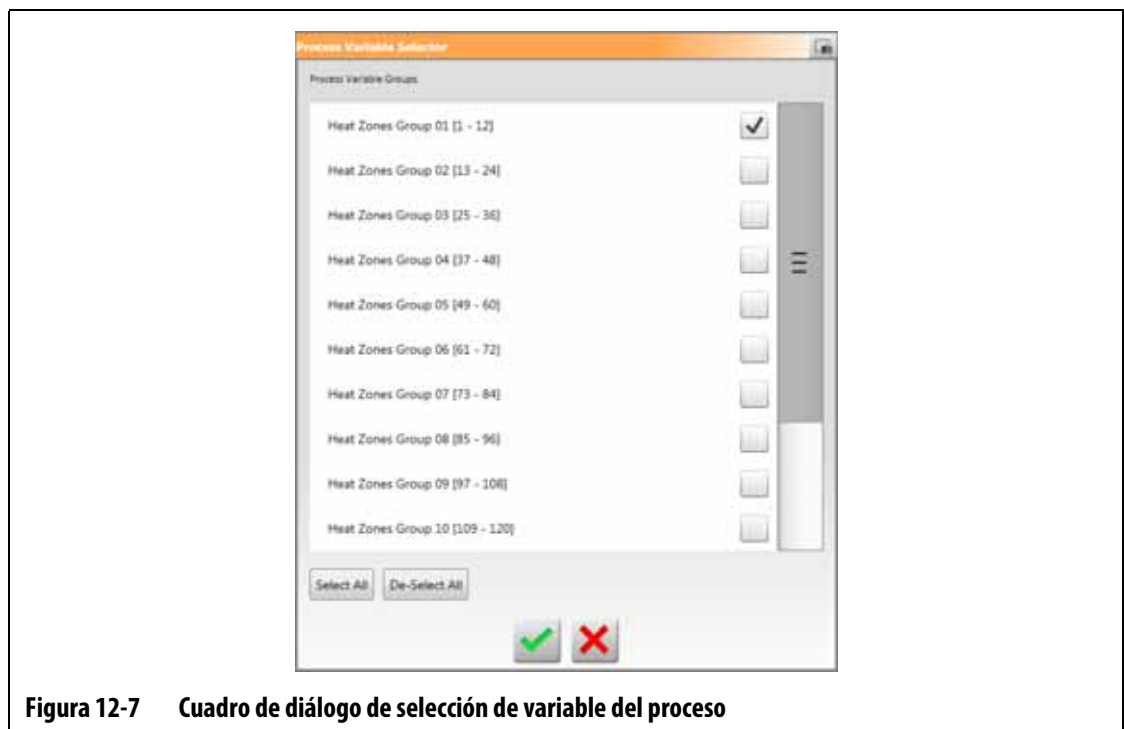 Process Variable Selector
Process Variable Groups
Heat Zones Group 01 [1 - 12]
Heat Zones Group 02 [13 - 24]
Heat Zones Group 03 [25 - 36]
Heat Zones Group 04 [37 - 48]
Heat Zones Group 05 [49 - 60]
Heat Zones Group 06 [61 - 72]
Heat Zones Group 07 [73 - 84]
Heat Zones Group 08 [85 - 96]
Heat Zones Group 09 [97 - 108]
Heat Zones Group 10 [109 - 120]
Select All De-Select All
Figura 12-7 Cuadro de diálogo de selección de variable del proceso